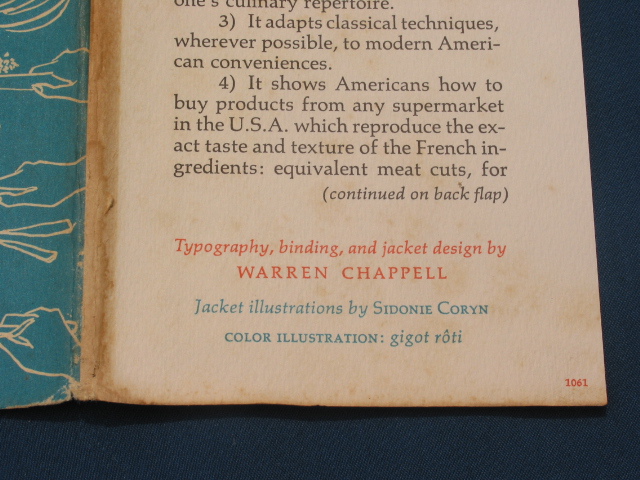 one's culinary repertoire.
3) It adapts classical techniques,
wherever possible, to modern Ameri-
can conveniences.
4) It shows Americans how to
buy products from any supermarket
in the U.S.A. which reproduce the ex-
act taste and texture of the French in-
gredients: equivalent meat cuts, for
(continued on back flap)
Typography, binding, and jacket design by
WARREN CHAPPELL
Jacket illustrations by SIDONIE CORYN
COLOR ILLUSTRATION: gigot rôti
1061